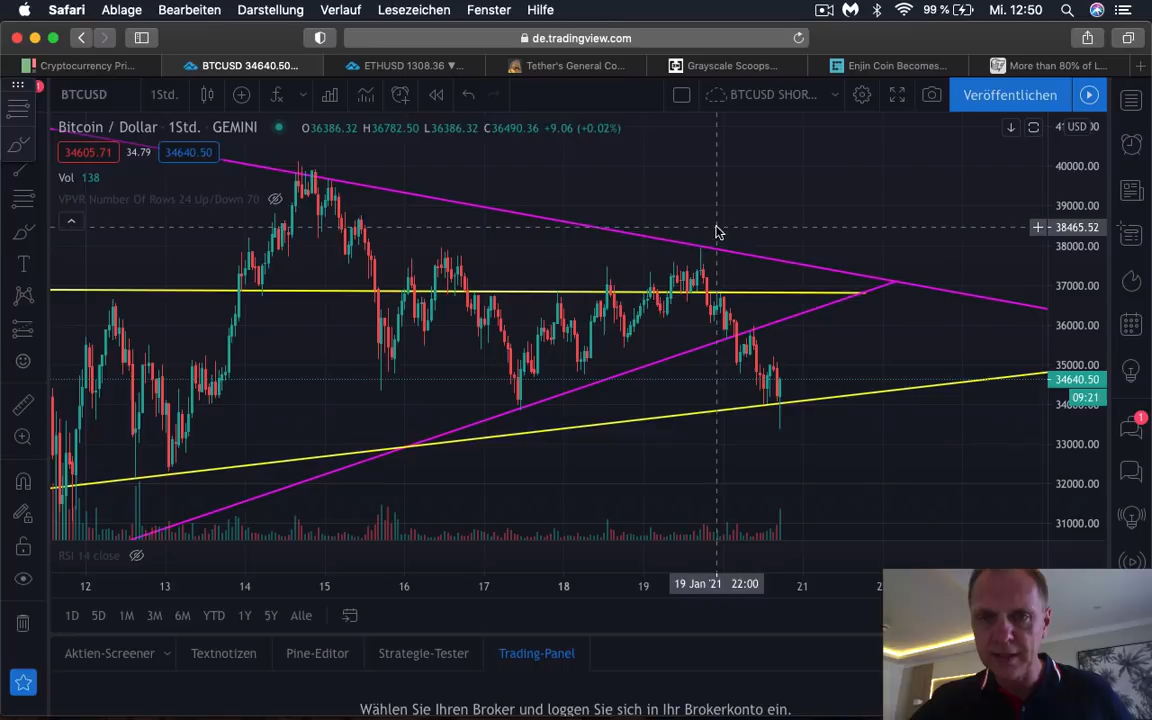 Safari Ablage Bearbeiten Darstellung Verlauf Lesezeichen Fenster Hilfe 99 % Mi. 12:50
de.tradingview.com
Cryptocurrency Pri... BTCUSD 34640.50... ETHUSD 1308.36 ▼... Tether's General Co... Grayscale Scoops... Enjin Coin Becomes... More than 80% of L...
BTCUSD 1Std. BTCUSD SHOR... Veröffentlichen
Bitcoin / Dollar · 1Std. · GEMINI O36386.32 H36782.50 L36386.32 C36490.36 +9.06 (+0.02%)
USD
34605.71 34.79 34640.50
Vol 138
VPVR Number Of Rows 24 Up/Down 70
40000.00
39000.00
38465.52
38000.00
37000.00
36000.00
35000.00
34640.50
09:21
33000.00
32000.00
31000.00
RSI 14 close
12 13 14 15 16 17 18 19 19 Jan '21 22:00 21
1D 5D 1M 3M 6M YTD 1Y 5Y Alle
Aktien-Screener Textnotizen Pine-Editor Strategie-Tester Trading-Panel
Wählen Sie Ihren Broker und loggen Sie sich in Ihr Brokerkonto ein.